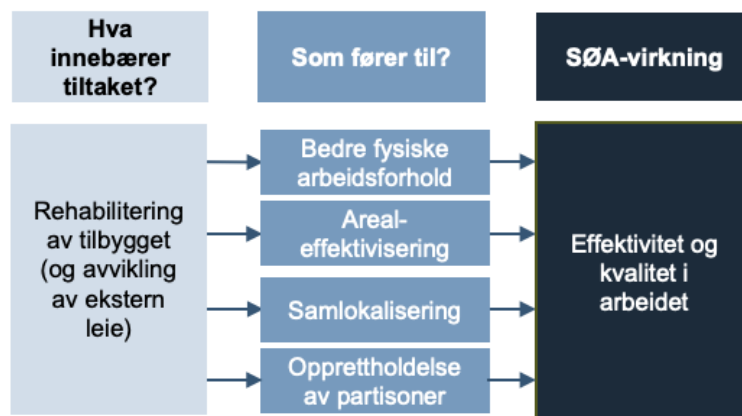 Hva
innebærer
tiltaket?
Som fører til?
SØA-virkning
Rehabilitering
av tilbygget
(og avvikling
av ekstern
leie)
Bedre fysiske
arbeidsforhold
Areal-
effektivisering
Samlokalisering
Opprettholdelse
av partisoner
Effektivitet og
kvalitet i
arbeidet